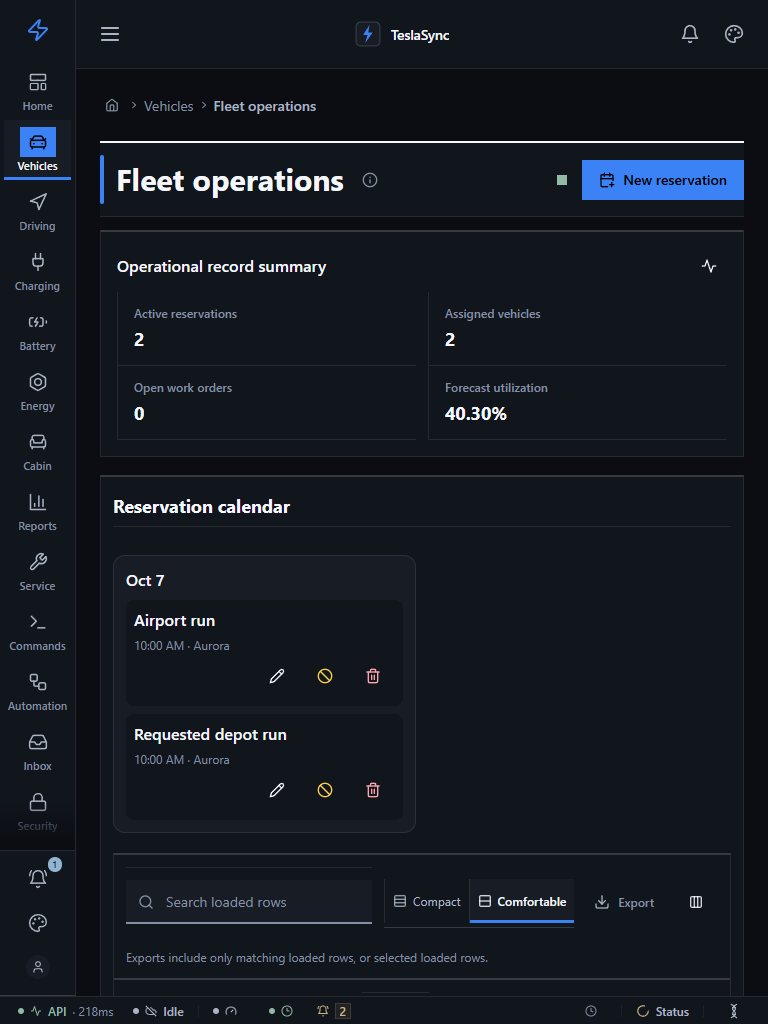 TeslaSync
Home
Vehicles
Driving
Charging
Battery
Energy
Cabin
Reports
Service
Commands
Automation
Inbox
Security
1
Vehicles
Fleet operations
Fleet operations
New reservation
Operational record summary
Active reservations
2
Assigned vehicles
2
Open work orders
0
Forecast utilization
40.30%
Reservation calendar
Oct 7
Airport run
10:00 AM · Aurora
Requested depot run
10:00 AM · Aurora
Search loaded rows
Compact
Comfortable
Export
Exports include only matching loaded rows, or selected loaded rows.
API · 218ms
Idle
2
Status